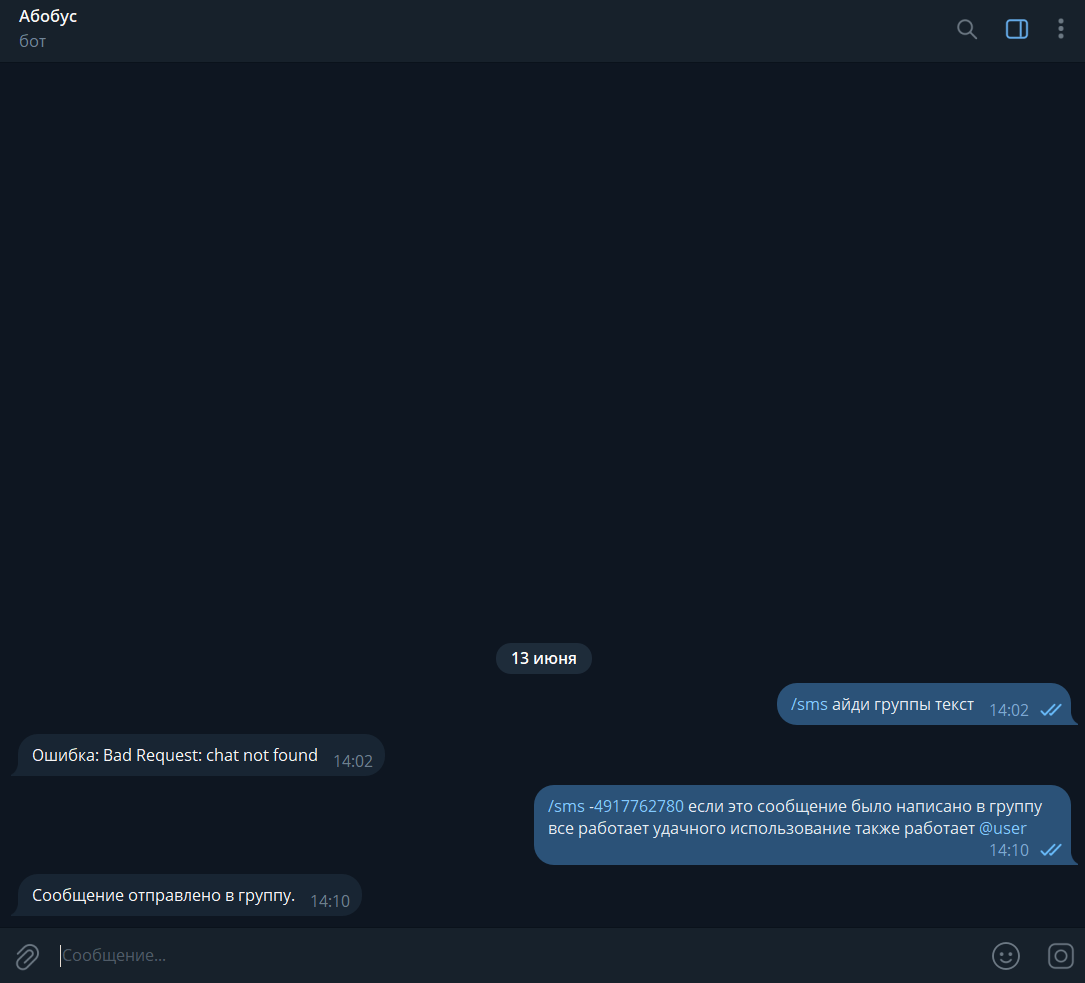 Абобус
бот
13 июня
/sms айди группы текст 14:02
Ошибка: Bad Request: chat not found 14:02
/sms -4917762780 если это сообщение было написано в группу
все работает удачного использование также работает @user
14:10
Сообщение отправлено в группу. 14:10
Сообщение...